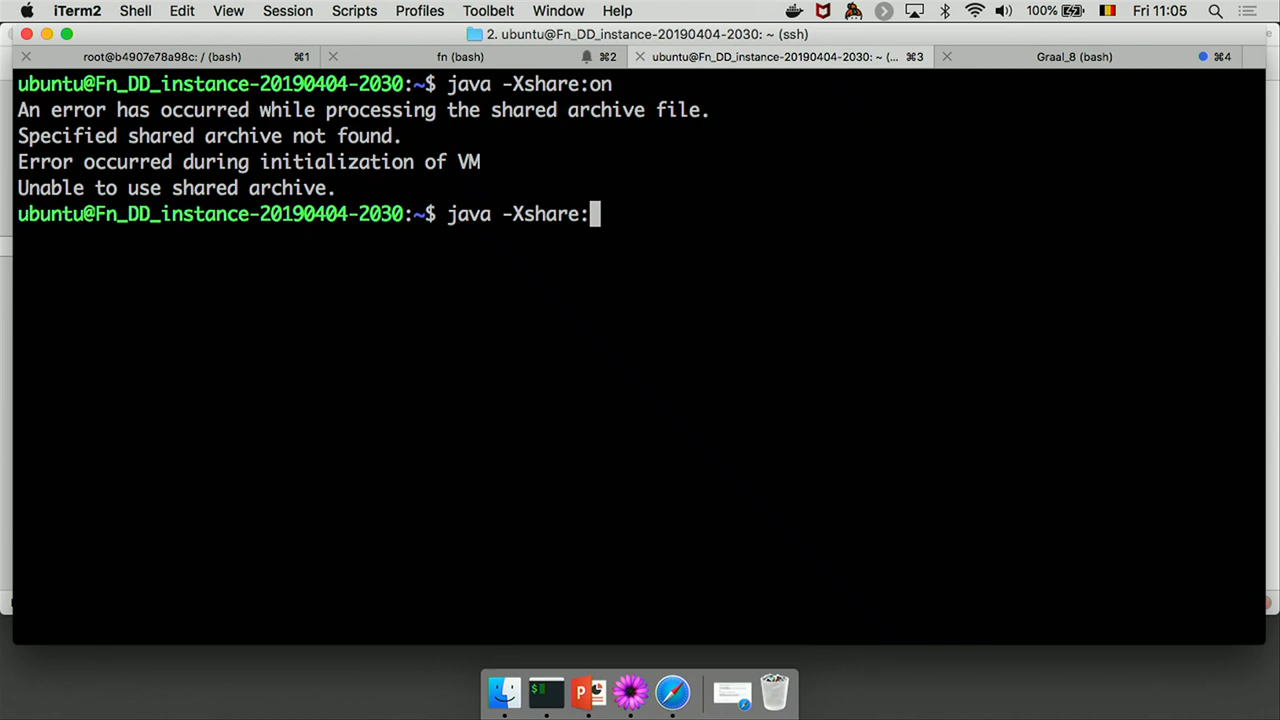 iTerm2 Shell Edit View Session Scripts Profiles Toolbelt Window Help 100% Fri 11:05
2. ubuntu@Fn_DD_instance-20190404-2030: ~ (ssh)
root@b4907e78a98c: / (bash) ⌘1 fn (bash) ⌘2 ubuntu@Fn_DD_instance-20190404-2030: ~ (... ⌘3 Graal_8 (bash) ⌘4
ubuntu@Fn_DD_instance-20190404-2030:~$ java -Xshare:on
An error has occurred while processing the shared archive file.
Specified shared archive not found.
Error occurred during initialization of VM
Unable to use shared archive.
ubuntu@Fn_DD_instance-20190404-2030:~$ java -Xshare: